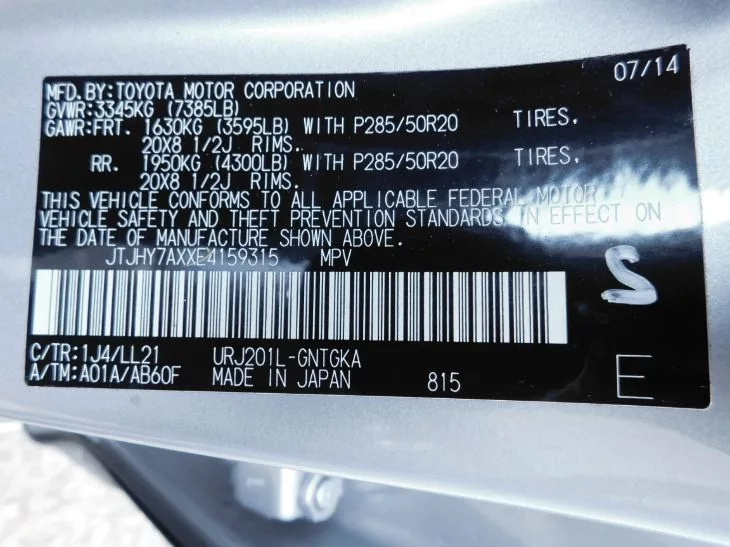 07/14
MFD.BY:TOYOTA MOTOR CORPORATION
GVWR:3345KG (7385LB)
GAWR:FRT. 1630KG (3595LB) WITH P285/50R20 TIRES,
20X8 1/2J RIMS.
RR. 1950KG (4300LB) WITH P285/50R20 TIRES,
20X8 1/2J RIMS.
THIS VEHICLE CONFORMS TO ALL APPLICABLE FEDERAL MOTOR
VEHICLE SAFETY AND THEFT PREVENTION STANDARDS IN EFFECT ON
THE DATE OF MANUFACTURE SHOWN ABOVE.
JTJHY7AXXE4159315 MPV
S
C/TR:1J4/LL21 URJ201L-GNTGKA
A/TM:A01A/AB60F MADE IN JAPAN 815 E